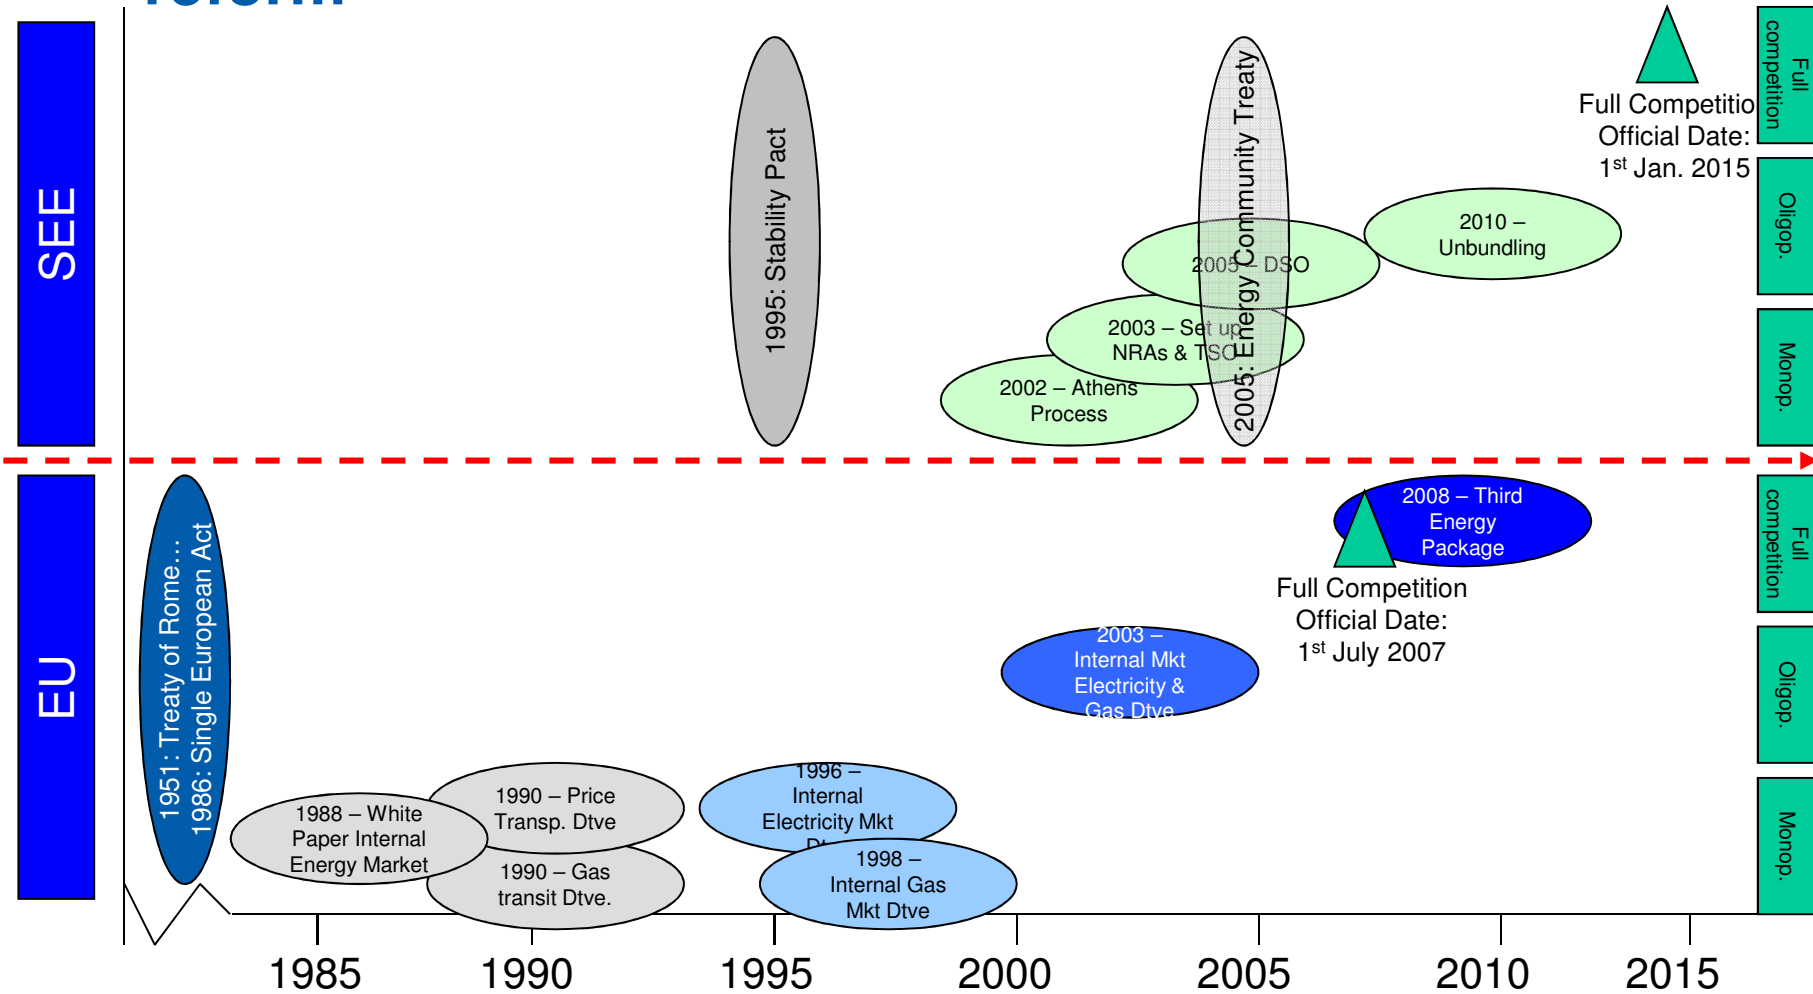 SEE
1995: Stability Pact
2005: Energy Community Treaty
Full Competitio
Official Date:
1st Jan. 2015
Full
competition
Oligop.
Monop.
2010 –
Unbundling
2005 – DSO
2003 – Set up
NRAs & TSO
2002 – Athens
Process
EU
1951: Treaty of Rome…
1986: Single European Act
2008 – Third
Energy
Package
Full Competition
Official Date:
1st July 2007
2003 –
Internal Mkt
Electricity &
Gas Dtve
1996 –
Internal
Electricity Mkt
1998 –
Internal Gas
Mkt Dtve
1990 – Price
Transp. Dtve
1988 – White
Paper Internal
Energy Market
1990 – Gas
transit Dtve.
Full
competition
Oligop.
Monop.
1985
1990
1995
2000
2005
2010
2015